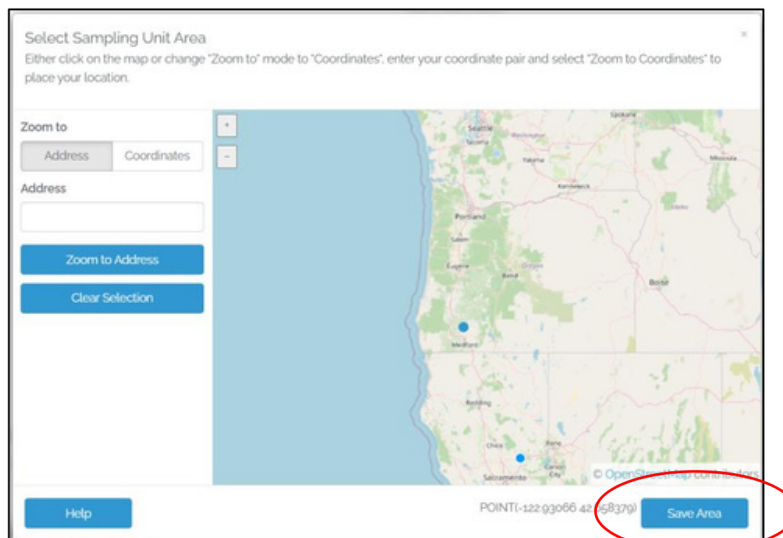 Select Sampling Unit Area
×
Either click on the map or change "Zoom to" mode to "Coordinates", enter your coordinate pair and select "Zoom to Coordinates" to
place your location.
Zoom to
Address
Coordinates
Address
Zoom to Address
Clear Selection
+
−
Seattle
Tacoma
Washington
Spokane
Yakima
Kennewick
Missoula
Portland
Salem
Idaho
Eugene
Bend
Oregon
Boise
Medford
Redding
Chico
Reno
Carson
City
Sacramento
© OpenStreetMap contributors
Help
POINT(-122.93066 42.658379)
Save Area